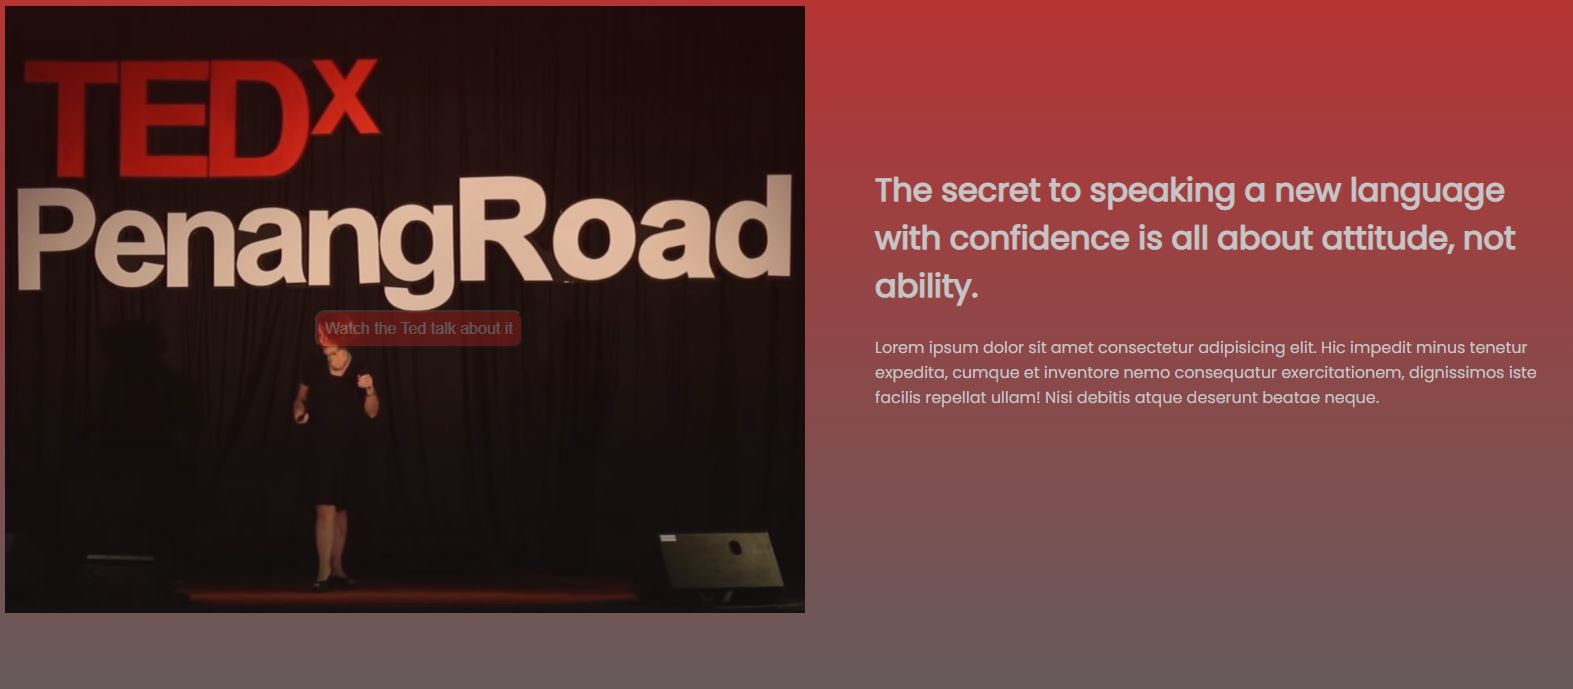 TEDx
PenangRoad
Watch the Ted talk about it
The secret to speaking a new language
with confidence is all about attitude, not
ability.
Lorem ipsum dolor sit amet consectetur adipisicing elit. Hic impedit minus tenetur
expedita, cumque et inventore nemo consequatur exercitationem, dignissimos iste
facilis repellat ullam! Nisi debitis atque deserunt beatae neque.